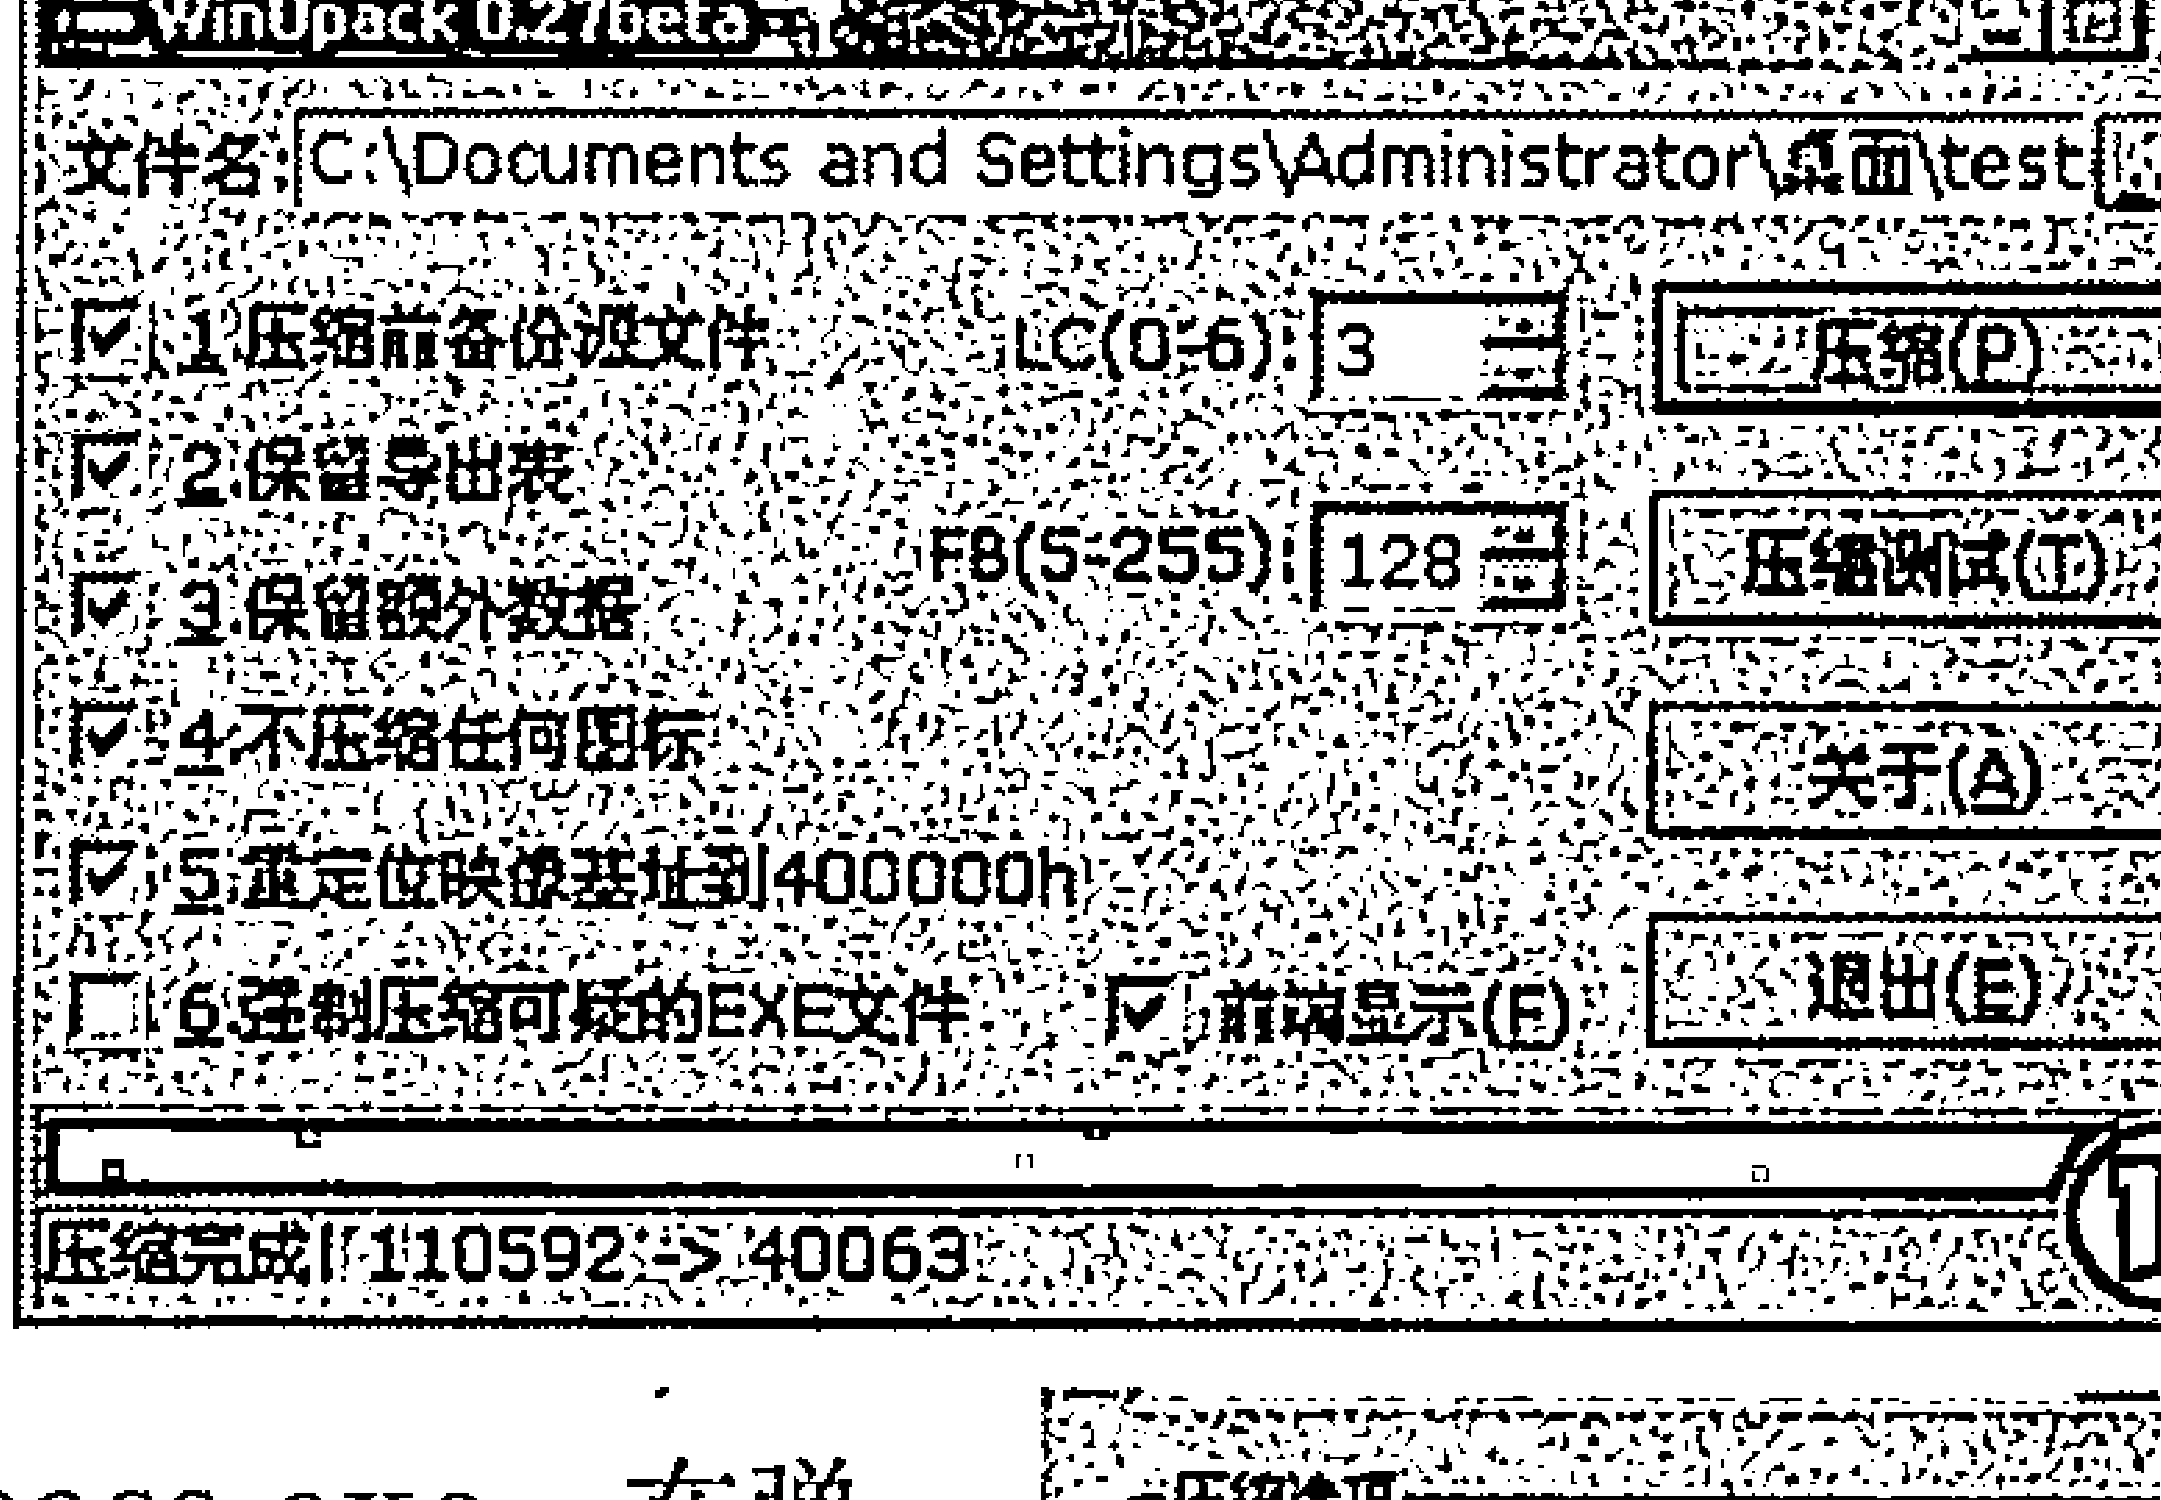 WinUpack 0.27beta
文件名: C:\Documents and Settings\Administrator\桌面\test
1.压缩前备份源文件 LC(0-6): 3 压缩(P)
2.保留导出表
FB(5-255): 128 压缩测试(T)
3.保留额外数据
4.不压缩任何图标 关于(A)
5.重定位映像基址到400000h
6.强制压缩可疑的EXE文件 前端显示(F) 退出(E)
压缩完成! 110592 -> 40063
1